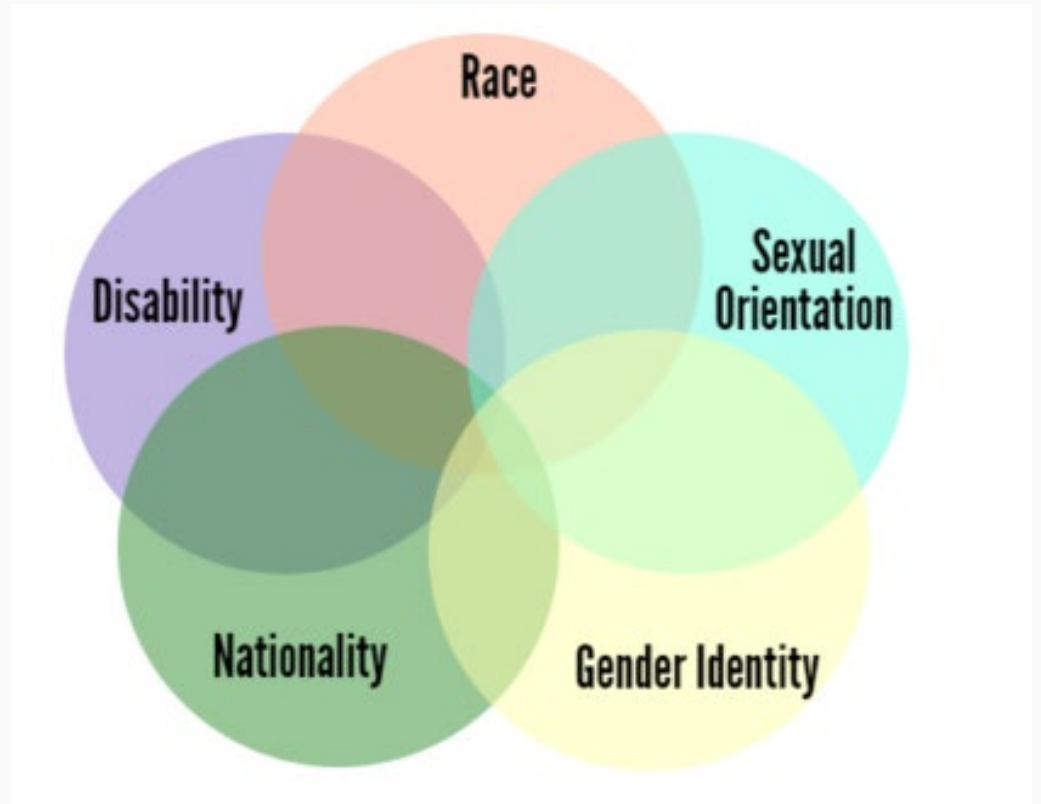 Race
Sexual
Orientation
Disability
Nationality
Gender Identity